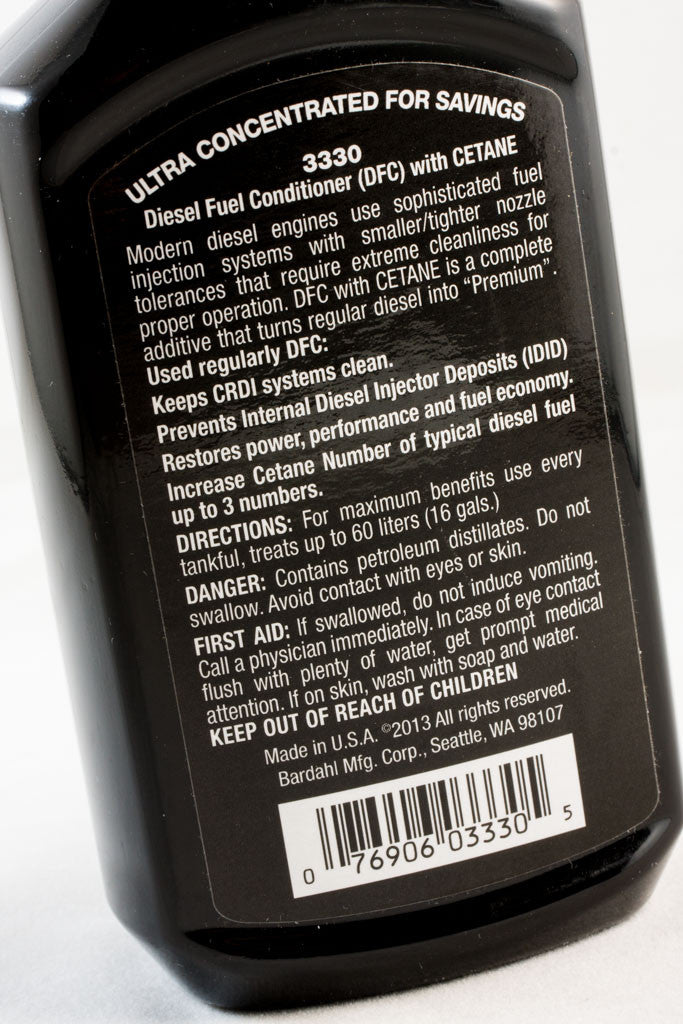 ULTRA CONCENTRATED FOR SAVINGS
3330
Diesel Fuel Conditioner (DFC) with CETANE
Modern diesel engines use sophisticated fuel
injection systems with smaller/tighter nozzle
tolerances that require extreme cleanliness for
proper operation. DFC with CETANE is a complete
additive that turns regular diesel into “Premium”.
Used regularly DFC:
Keeps CRDI systems clean.
Prevents Internal Diesel Injector Deposits (IDID)
Restores power, performance and fuel economy.
Increase Cetane Number of typical diesel fuel
up to 3 numbers.
DIRECTIONS: For maximum benefits use every
tankful, treats up to 60 liters (16 gals.)
DANGER: Contains petroleum distillates. Do not
swallow. Avoid contact with eyes or skin.
FIRST AID: If swallowed, do not induce vomiting.
Call a physician immediately. In case of eye contact
flush with plenty of water, get prompt medical
attention. If on skin, wash with soap and water.
KEEP OUT OF REACH OF CHILDREN
Made in U.S.A. ©2013 All rights reserved.
Bardahl Mfg. Corp., Seattle, WA 98107
0 76906 03330 5